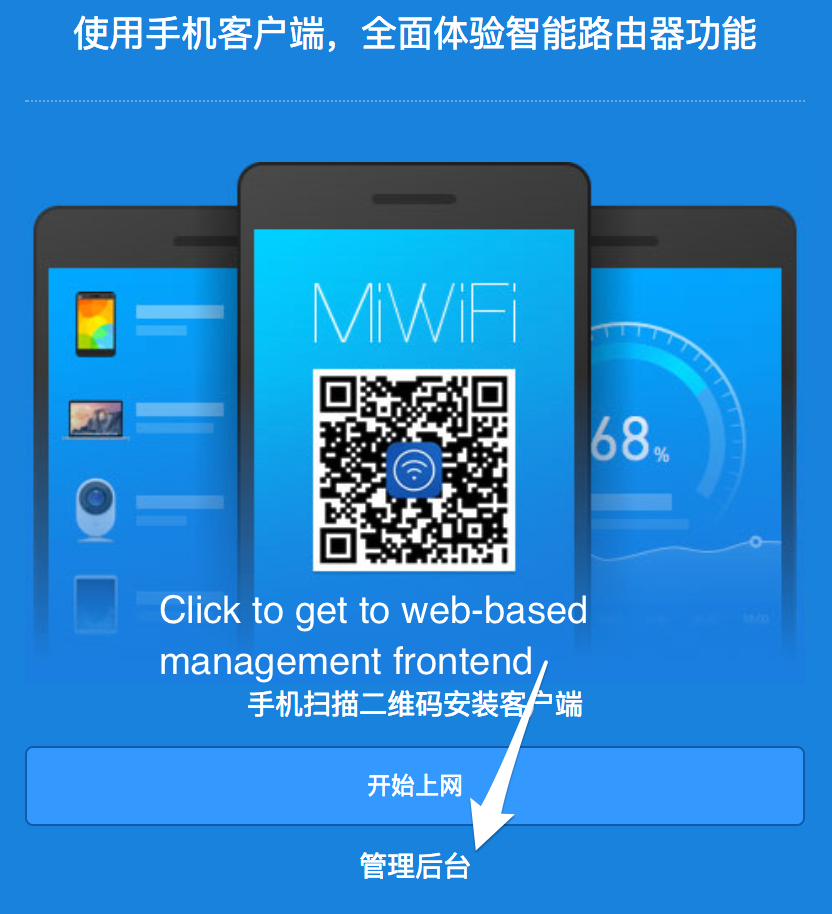 使用手机客户端，全面体验智能路由器功能
MiWiFi
68%
Click to get to web-based
management frontend
手机扫描二维码安装客户端
开始上网
管理后台